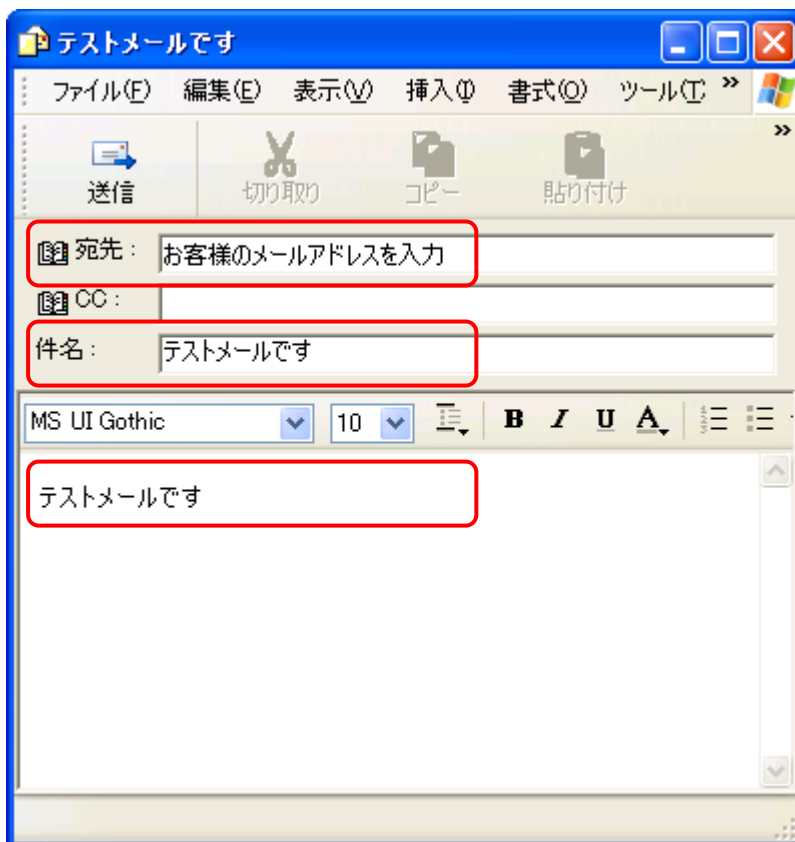 テストメールです
ファイル(F) 編集(E) 表示(V) 挿入(I) 書式(O) ツール(T) »
»
送信 切り取り コピー 貼り付け
宛先: お客様のメールアドレスを入力
CC:
件名: テストメールです
MS UI Gothic 10 B I U A
テストメールです